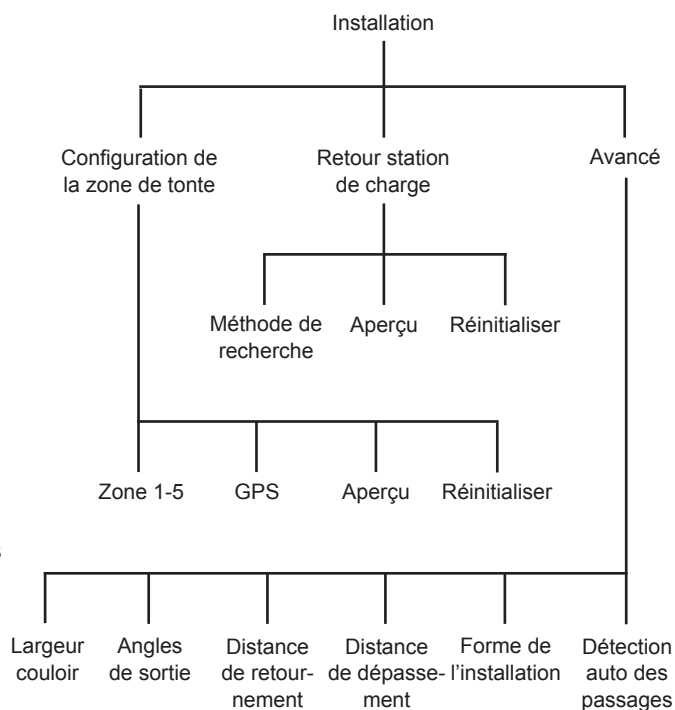 Installation
Configuration de
la zone de tonte
Retour station
de charge
Avancé
Méthode de
recherche
Aperçu
Réinitialiser
Zone 1-5
GPS
Aperçu
Réinitialiser
s
Largeur
couloir
Angles
de sortie
Distance
de retour-
nement
Distance
de dépasse-
ment
Forme de
l'installation
Détection
auto des
passages